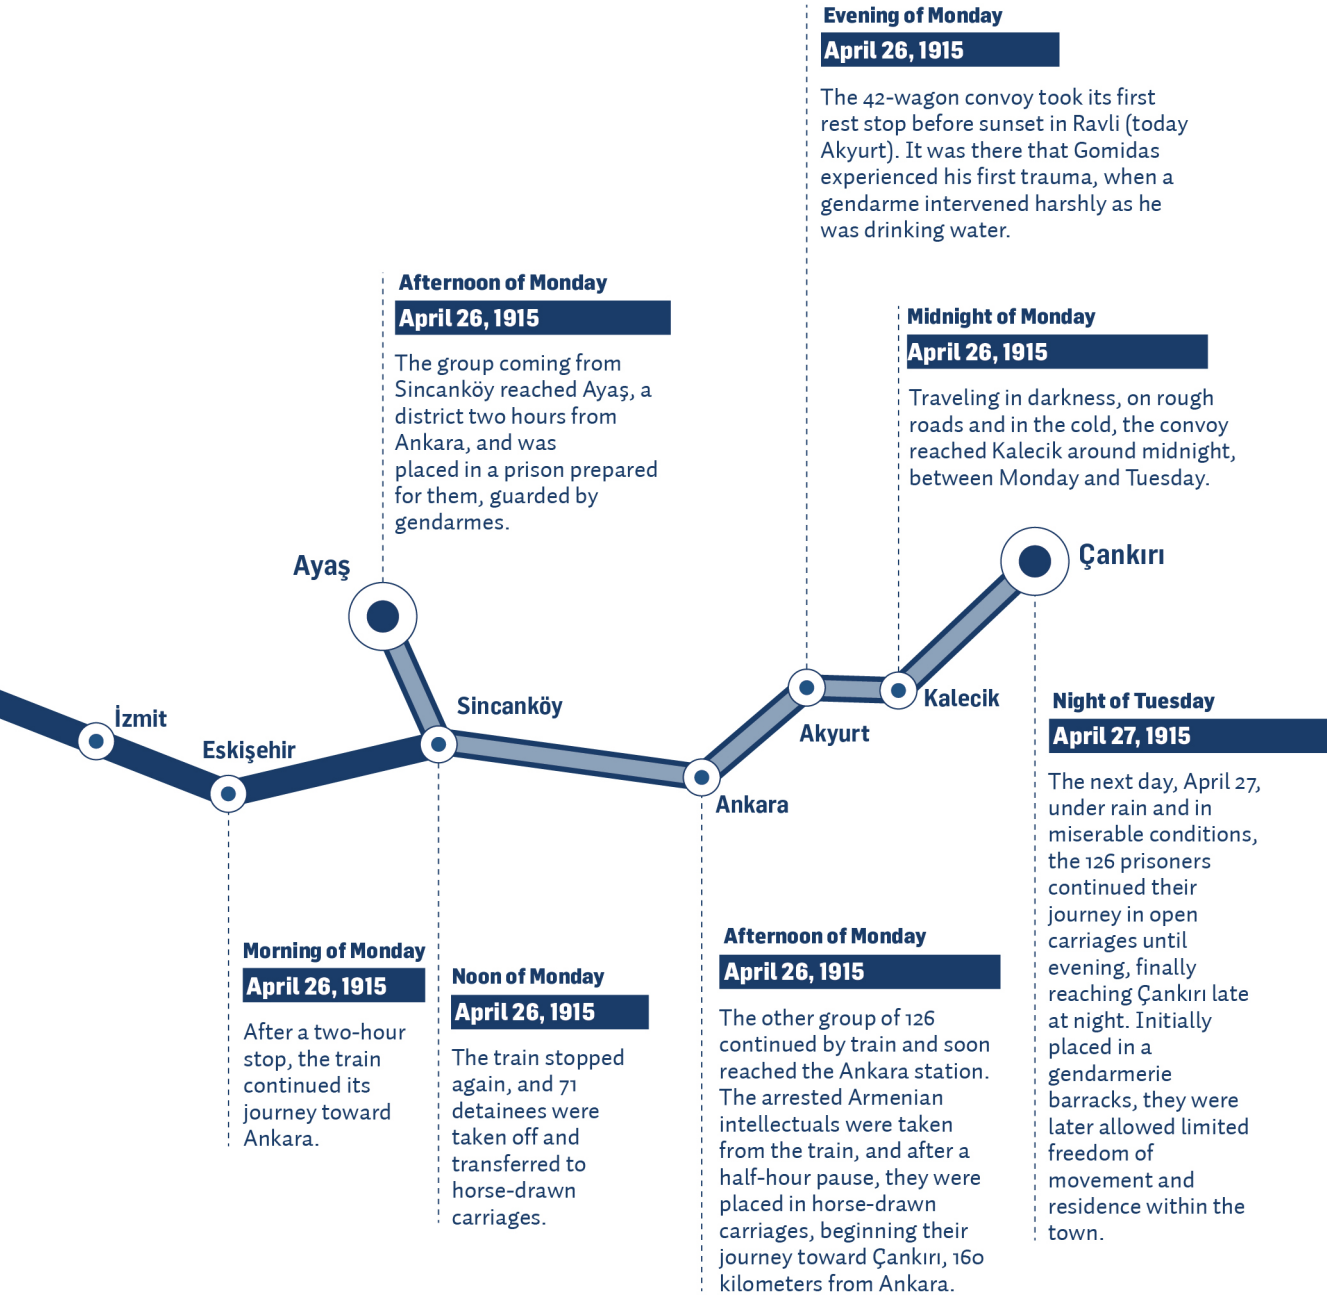 Evening of Monday
April 26, 1915
The 42-wagon convoy took its first
rest stop before sunset in Ravli (today
Akyurt). It was there that Gomidas
experienced his first trauma, when a
gendarme intervened harshly as he
was drinking water.
Afternoon of Monday
April 26, 1915
The group coming from
Sincanköy reached Ayaş, a
district two hours from
Ankara, and was
placed in a prison prepared
for them, guarded by
gendarmes.
Midnight of Monday
April 26, 1915
Traveling in darkness, on rough
roads and in the cold, the convoy
reached Kalecik around midnight,
between Monday and Tuesday.
Ayaş
Çankırı
İzmit
Eskişehir
Sincanköy
Ankara
Akyurt
Kalecik
Morning of Monday
April 26, 1915
After a two-hour
stop, the train
continued its
journey toward
Ankara.
Noon of Monday
April 26, 1915
The train stopped
again, and 71
detainees were
taken off and
transferred to
horse-drawn
carriages.
Afternoon of Monday
April 26, 1915
The other group of 126
continued by train and soon
reached the Ankara station.
The arrested Armenian
intellectuals were taken
from the train, and after a
half-hour pause, they were
placed in horse-drawn
carriages, beginning their
journey toward Çankırı, 160
kilometers from Ankara.
Night of Tuesday
April 27, 1915
The next day, April 27,
under rain and in
miserable conditions,
the 126 prisoners
continued their
journey in open
carriages until
evening, finally
reaching Çankırı late
at night. Initially
placed in a
gendarmerie
barracks, they were
later allowed limited
freedom of
movement and
residence within the
town.